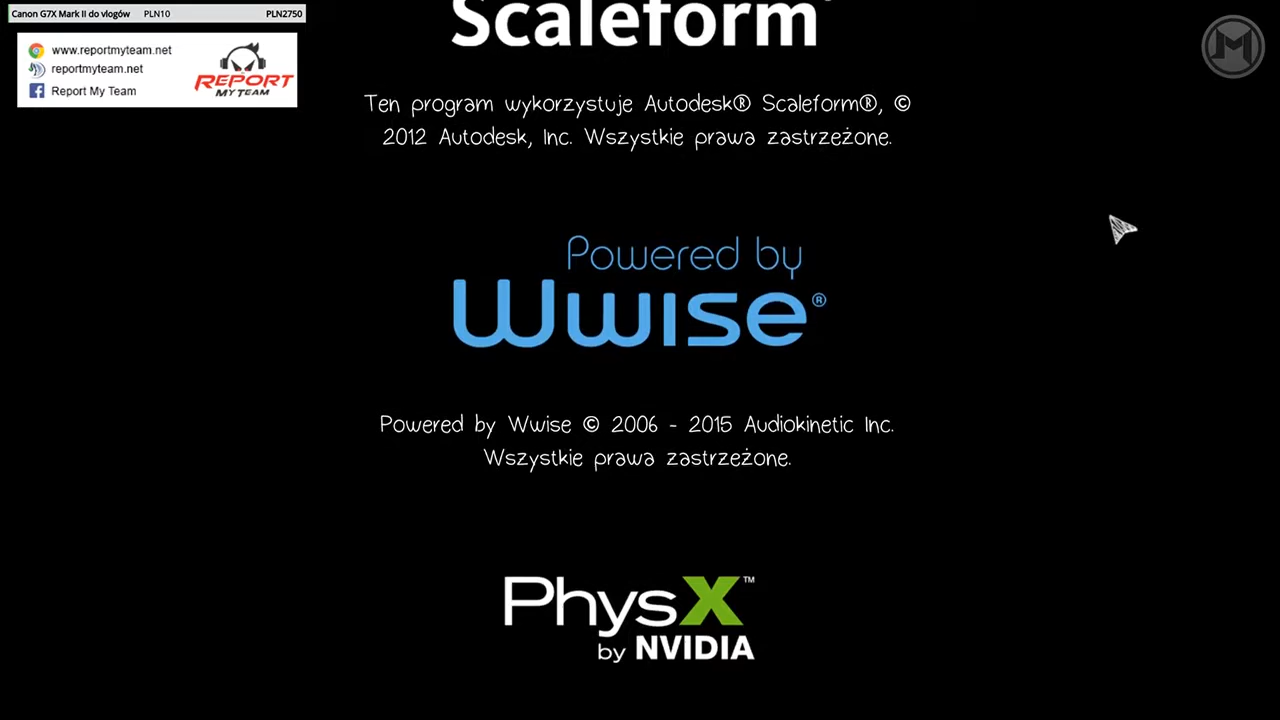 Canon G7X Mark II do vlogów PLN10 PLN2750
www.reportmyteam.net
reportmyteam.net
Report My Team
REPORT
MY TEAM
Scaleform
Ten program wykorzystuje Autodesk® Scaleform®, ©
2012 Autodesk, Inc. Wszystkie prawa zastrzeżone.
Powered by
Wwise®
Powered by Wwise © 2006 - 2015 Audiokinetic Inc.
Wszystkie prawa zastrzeżone.
PhysX™
by NVIDIA